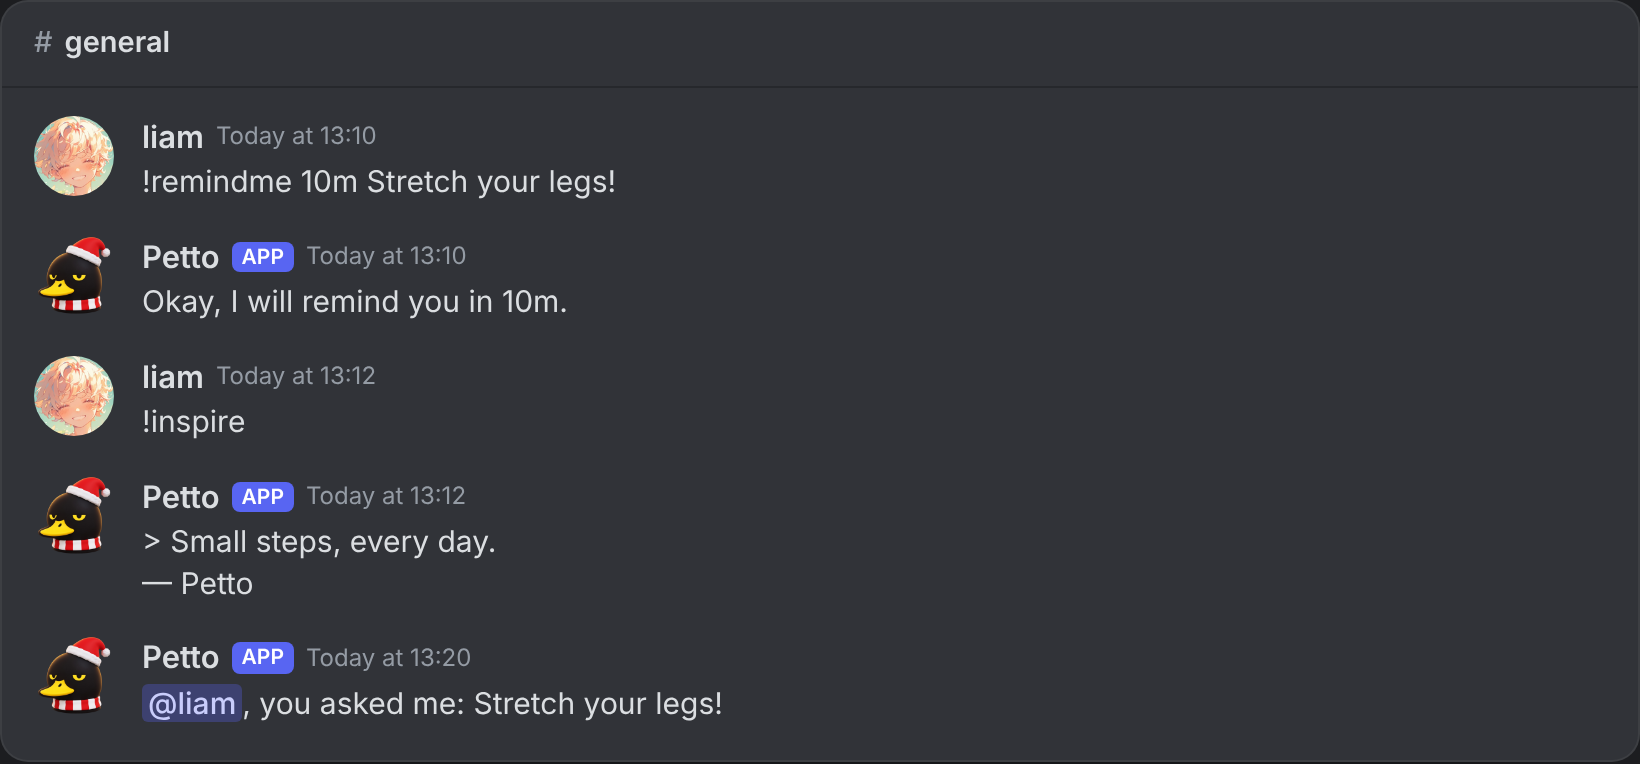 # general
liam Today at 13:10
!remindme 10m Stretch your legs!
Petto APP Today at 13:10
Okay, I will remind you in 10m.
liam Today at 13:12
!inspire
Petto APP Today at 13:12
> Small steps, every day.
— Petto
Petto APP Today at 13:20
@liam, you asked me: Stretch your legs!